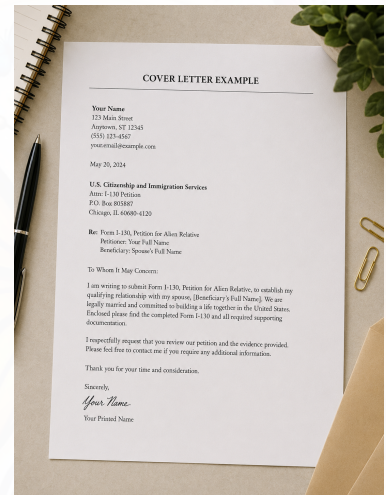 COVER LETTER EXAMPLE
Your Name
123 Main Street
Anytown, ST 12345
(555) 123-4567
your.email@example.com
May 20, 2024
U.S. Citizenship and Immigration Services
Attn: I-130 Petition
P.O. Box 805887
Chicago, IL 60680-4120
Re: Form I-130, Petition for Alien Relative
Petitioner: Your Full Name
Beneficiary: Spouse's Full Name
To Whom It May Concern:
I am writing to submit Form I-130, Petition for Alien Relative, to establish my
qualifying relationship with my spouse, [Beneficiary's Full Name]. We are
legally married and committed to building a life together in the United States.
Enclosed please find the completed Form I-130 and all required supporting
documentation.
I respectfully request that you review our petition and the evidence provided.
Please feel free to contact me if you require any additional information.
Thank you for your time and consideration.
Sincerely,
Your Name
Your Printed Name